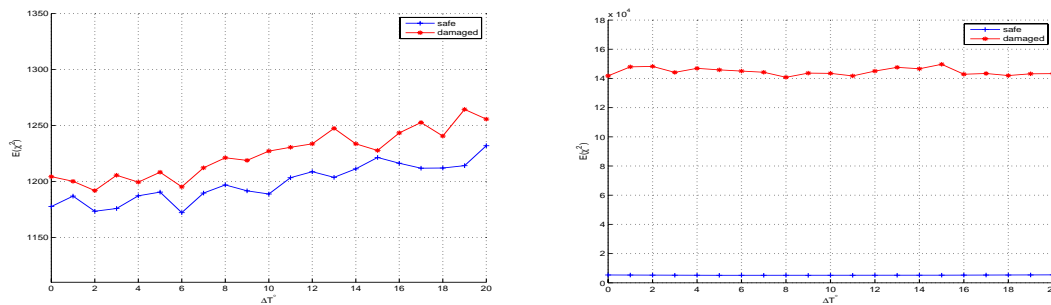 1350
1300
1250
1200
1150
E(χ²)
0 2 4 6 8 10 12 14 16 18 20
ΔT°
safe
damaged
× 10⁴
18
16
14
12
10
8
6
4
2
0
E(χ²)
0 2 4 6 8 10 12 14 16 18 20
ΔT°
safe
damaged